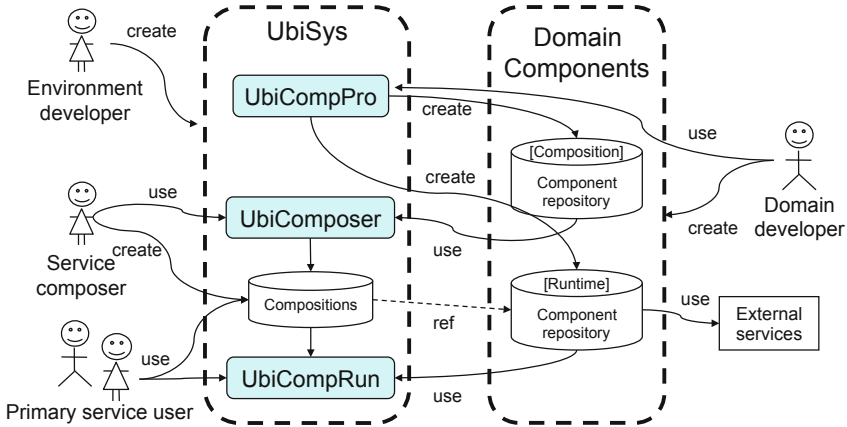 create
UbiSys
Domain
Components
Environment
developer
UbiCompPro
create
use
[Composition]
Component
repository
create
use
UbiComposer
use
create
Domain
developer
create
Service
composer
Compositions
[Runtime]
Component
repository
use
External
services
ref
use
UbiCompRun
use
Primary service user